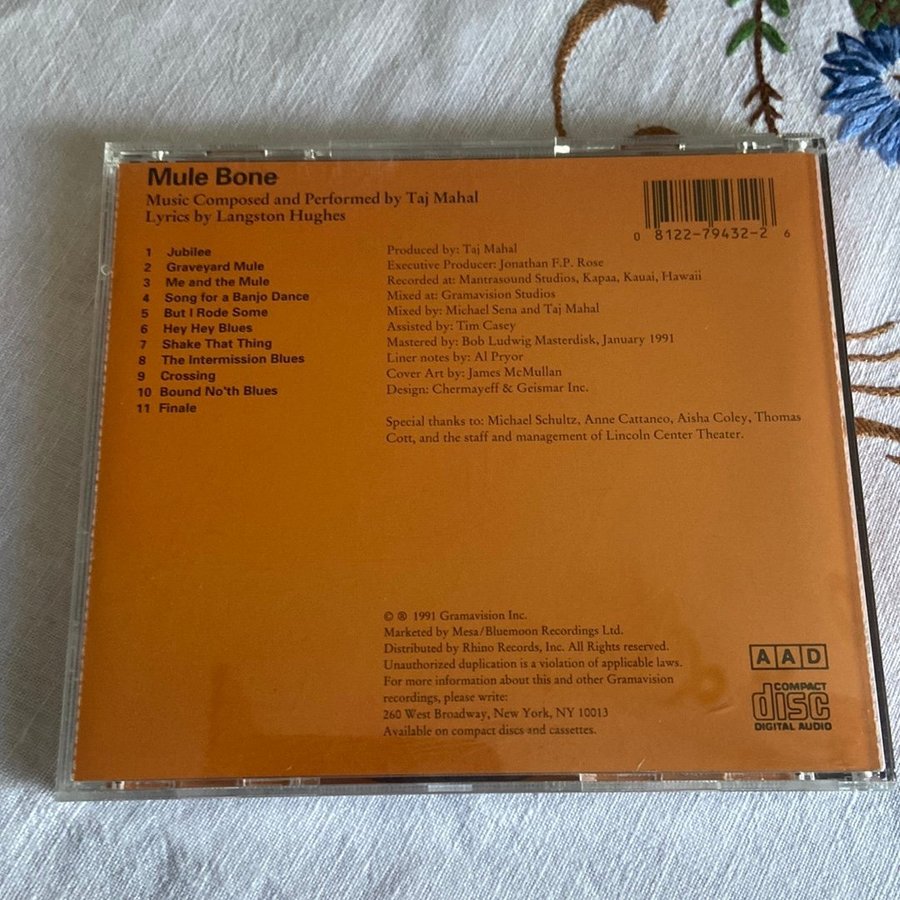 Mule Bone
Music Composed and Performed by Taj Mahal
Lyrics by Langston Hughes
0 8122-79432-2 6
1 Jubilee
2 Graveyard Mule
3 Me and the Mule
4 Song for a Banjo Dance
5 But I Rode Some
6 Hey Hey Blues
7 Shake That Thing
8 The Intermission Blues
9 Crossing
10 Bound No'th Blues
11 Finale
Produced by: Taj Mahal
Executive Producer: Jonathan F.P. Rose
Recorded at: Mantrasound Studios, Kapaa, Kauai, Hawaii
Mixed at: Gramavision Studios
Mixed by: Michael Sena and Taj Mahal
Assisted by: Tim Casey
Mastered by: Bob Ludwig Masterdisk, January 1991
Liner notes by: Al Pryor
Cover Art by: James McMullan
Design: Chermayeff & Geismar Inc.
Special thanks to: Michael Schultz, Anne Cattaneo, Aisha Coley, Thomas
Cott, and the staff and management of Lincoln Center Theater.
© ® 1991 Gramavision Inc.
Marketed by Mesa/Bluemoon Recordings Ltd.
Distributed by Rhino Records, Inc. All Rights reserved.
Unauthorized duplication is a violation of applicable laws.
For more information about this and other Gramavision
recordings, please write:
260 West Broadway, New York, NY 10013
Available on compact discs and cassettes.
AAD
COMPACT
disc
DIGITAL AUDIO